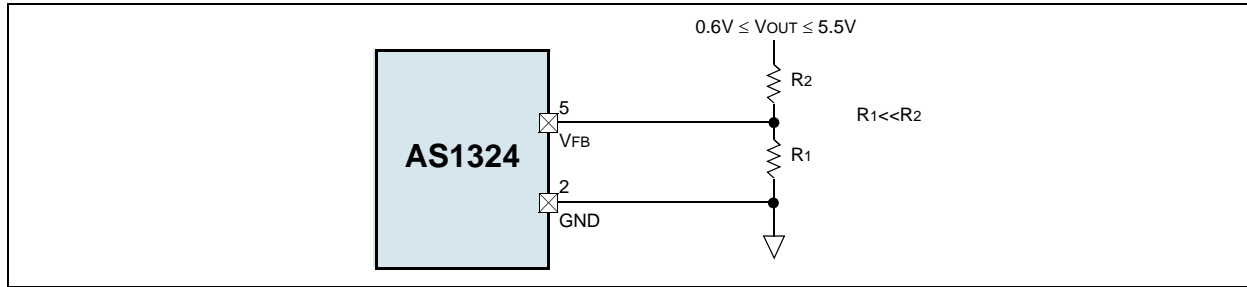 0.6V ≤ VOUT ≤ 5.5V
R2
5
R1<<R2
VFB
AS1324
R1
2
GND